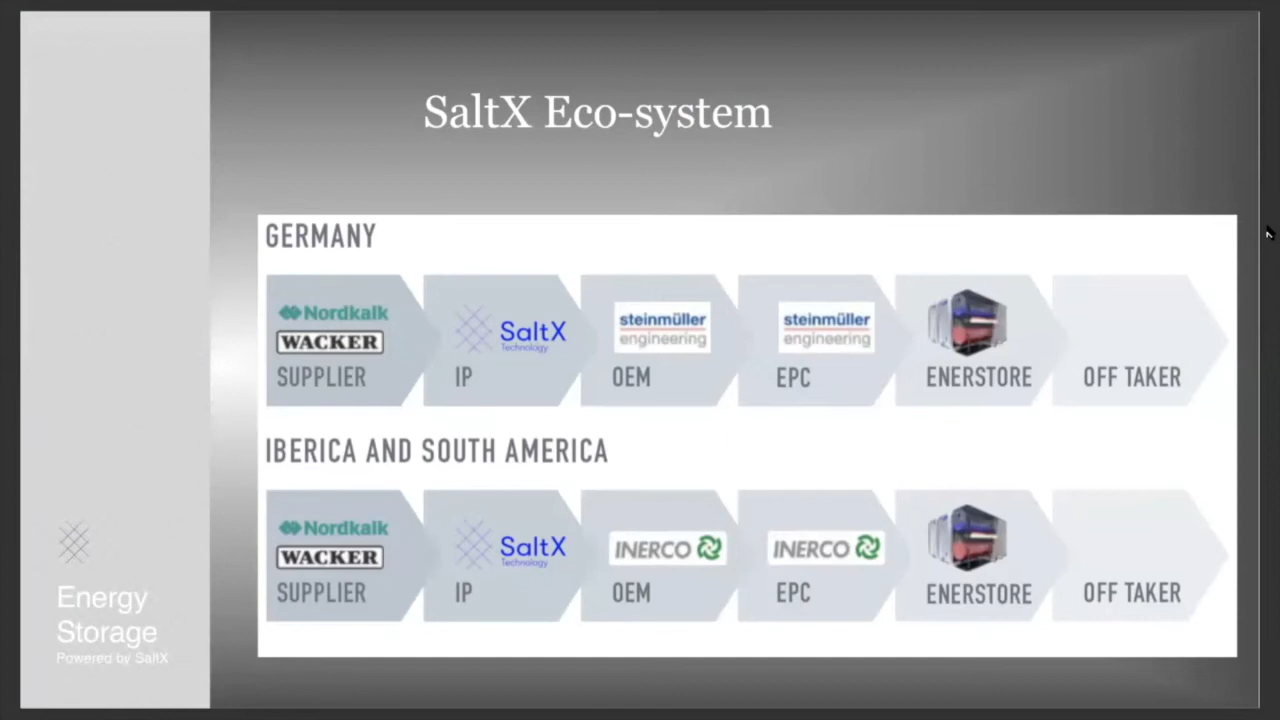 SaltX Eco-system
GERMANY
Nordkalk
WACKER
SUPPLIER
SaltX
Technology
IP
steinmüller
engineering
OEM
steinmüller
engineering
EPC
ENERSTORE
OFF TAKER
IBERICA AND SOUTH AMERICA
Nordkalk
WACKER
SUPPLIER
SaltX
Technology
IP
INERCO
OEM
INERCO
EPC
ENERSTORE
OFF TAKER
Energy
Storage
Powered by SaltX